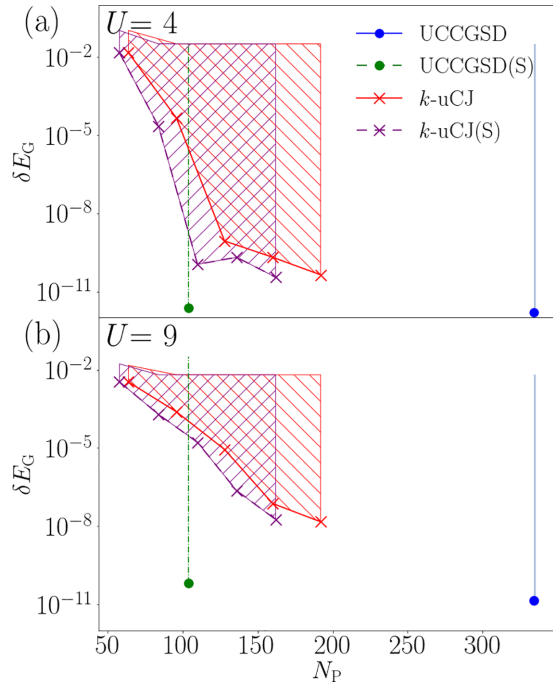 (a) U = 4
UCCGSD
UCCGSD(S)
k-uCJ
k-uCJ(S)
10⁻²
10⁻⁵
10⁻⁸
10⁻¹¹
δE_G
(b) U = 9
10⁻²
10⁻⁵
10⁻⁸
10⁻¹¹
δE_G
50 100 150 200 250 300
N_P